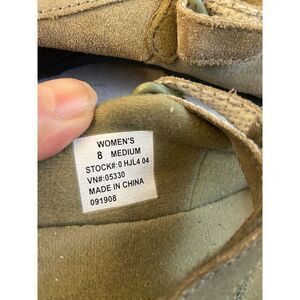 WOMEN'S
8 MEDIUM
STOCK#: 0 HJL4 04
VN#:05330
MADE IN CHINA
091908